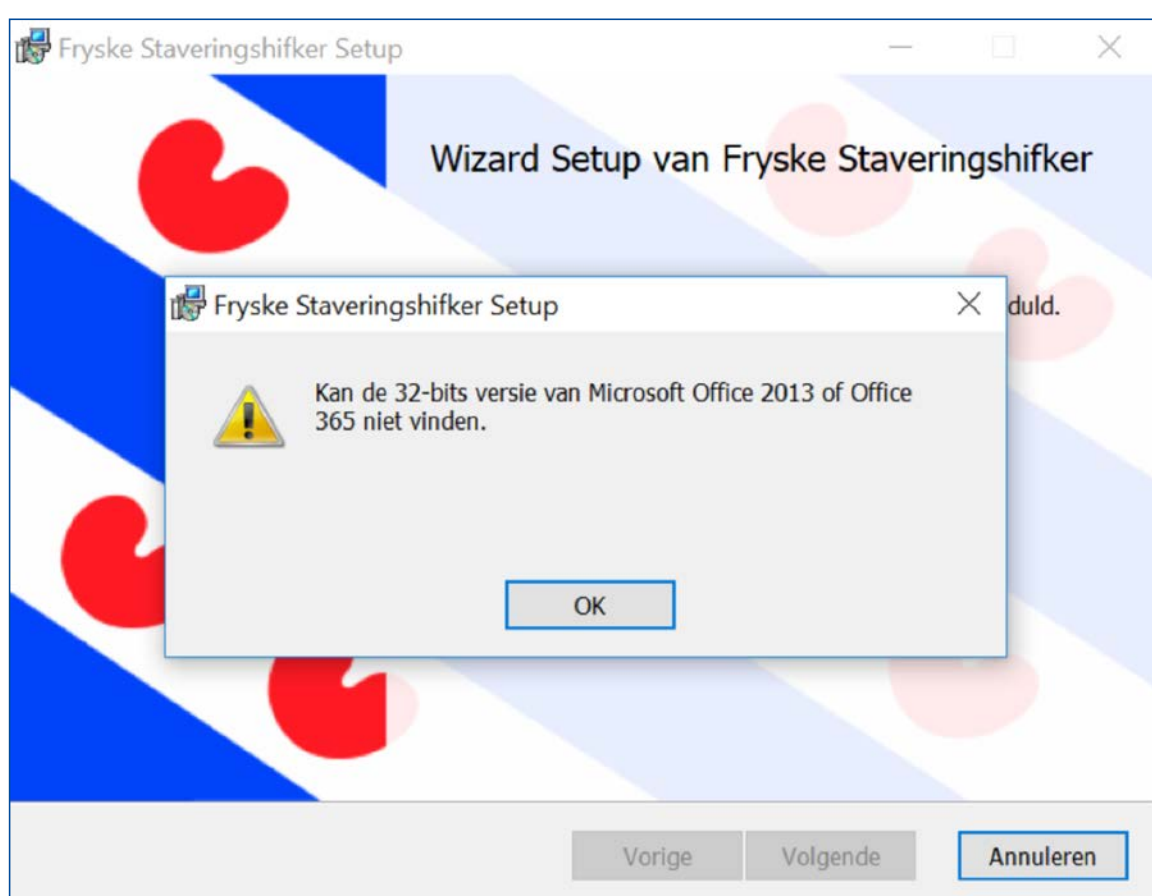 Fryske Staveringshifker Setup
Wizard Setup van Fryske Staveringshifker
Fryske Staveringshifker Setup
duld.
Kan de 32-bits versie van Microsoft Office 2013 of Office
365 niet vinden.
OK
Vorige
Volgende
Annuleren